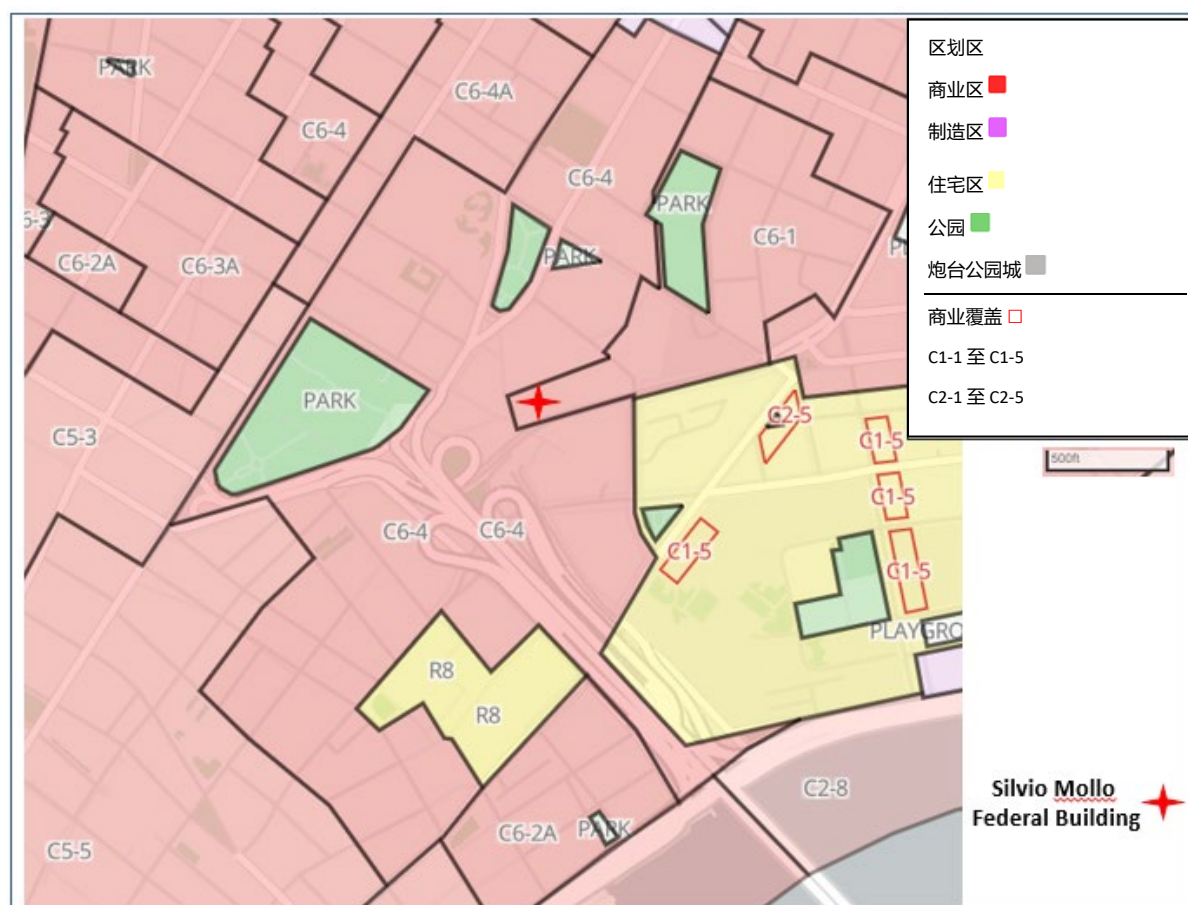 PARK
C6-4A
C6-4
C6-4
PARK
PARK
C6-1
C6-2A
C6-3A
PARK
C5-3
C2-5
C1-5
C1-5
C1-5
C1-5
C6-4
C6-4
R8
R8
PLAYGRO
C2-8
C6-2A
PARK
C5-5
区划区
商业区
制造区
住宅区
公园
炮台公园城
商业覆盖
C1-1 至 C1-5
C2-1 至 C2-5
500ft
Silvio Mollo
Federal Building